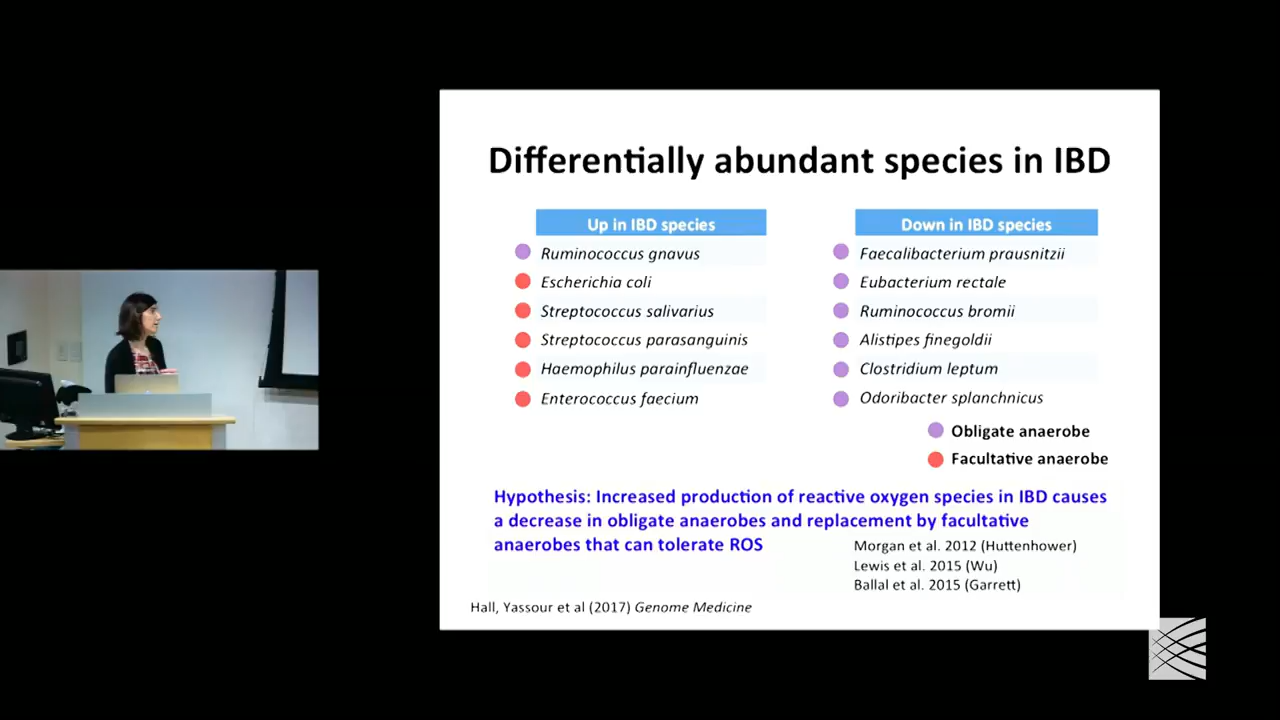 Differentially abundant species in IBD
Up in IBD species
Ruminococcus gnavus
Escherichia coli
Streptococcus salivarius
Streptococcus parasanguinis
Haemophilus parainfluenzae
Enterococcus faecium
Down in IBD species
Faecalibacterium prausnitzii
Eubacterium rectale
Ruminococcus bromii
Alistipes finegoldii
Clostridium leptum
Odoribacter splanchnicus
Obligate anaerobe
Facultative anaerobe
Hypothesis: Increased production of reactive oxygen species in IBD causes
a decrease in obligate anaerobes and replacement by facultative
anaerobes that can tolerate ROS
Morgan et al. 2012 (Huttenhower)
Lewis et al. 2015 (Wu)
Ballal et al. 2015 (Garrett)
Hall, Yassour et al (2017) Genome Medicine